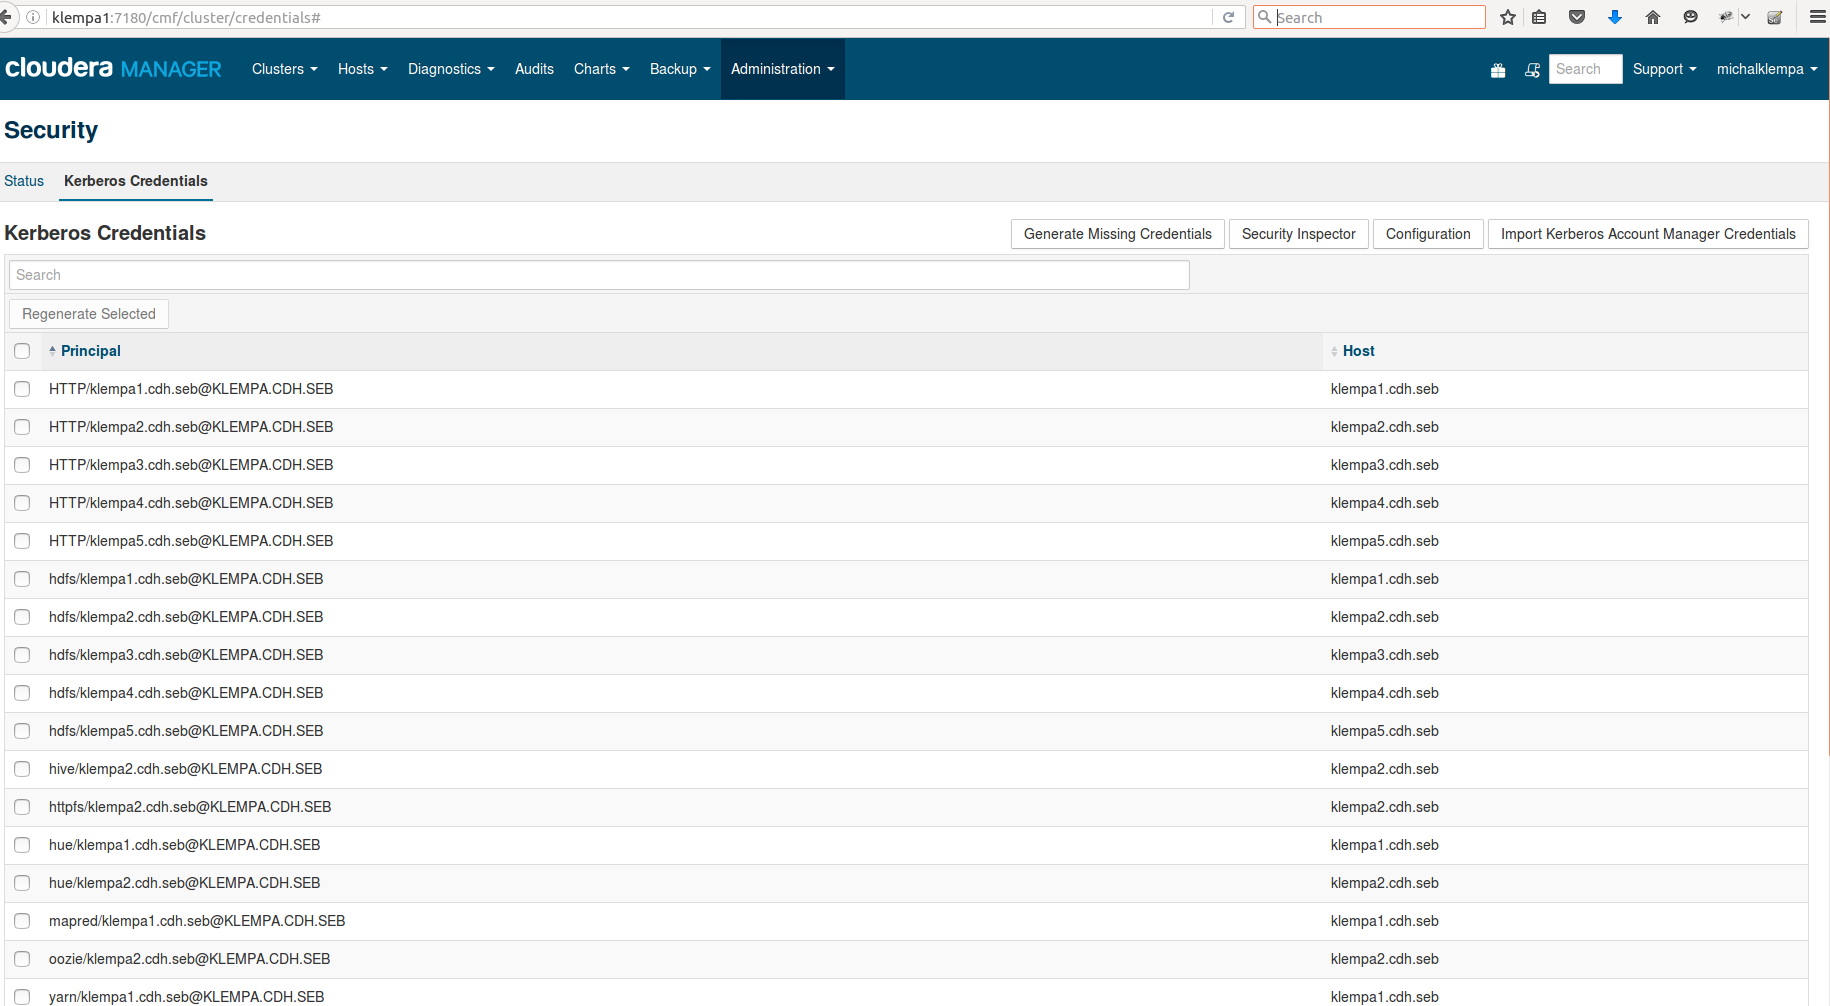 klempa1:7180/cmf/cluster/credentials#
Search
cloudera MANAGER Clusters Hosts Diagnostics Audits Charts Backup Administration Search Support michalklempa
Security
Status Kerberos Credentials
Kerberos Credentials Generate Missing Credentials Security Inspector Configuration Import Kerberos Account Manager Credentials
Search
Regenerate Selected
Principal Host
HTTP/klempa1.cdh.seb@KLEMPA.CDH.SEB klempa1.cdh.seb
HTTP/klempa2.cdh.seb@KLEMPA.CDH.SEB klempa2.cdh.seb
HTTP/klempa3.cdh.seb@KLEMPA.CDH.SEB klempa3.cdh.seb
HTTP/klempa4.cdh.seb@KLEMPA.CDH.SEB klempa4.cdh.seb
HTTP/klempa5.cdh.seb@KLEMPA.CDH.SEB klempa5.cdh.seb
hdfs/klempa1.cdh.seb@KLEMPA.CDH.SEB klempa1.cdh.seb
hdfs/klempa2.cdh.seb@KLEMPA.CDH.SEB klempa2.cdh.seb
hdfs/klempa3.cdh.seb@KLEMPA.CDH.SEB klempa3.cdh.seb
hdfs/klempa4.cdh.seb@KLEMPA.CDH.SEB klempa4.cdh.seb
hdfs/klempa5.cdh.seb@KLEMPA.CDH.SEB klempa5.cdh.seb
hive/klempa2.cdh.seb@KLEMPA.CDH.SEB klempa2.cdh.seb
httpfs/klempa2.cdh.seb@KLEMPA.CDH.SEB klempa2.cdh.seb
hue/klempa1.cdh.seb@KLEMPA.CDH.SEB klempa1.cdh.seb
hue/klempa2.cdh.seb@KLEMPA.CDH.SEB klempa2.cdh.seb
mapred/klempa1.cdh.seb@KLEMPA.CDH.SEB klempa1.cdh.seb
oozie/klempa2.cdh.seb@KLEMPA.CDH.SEB klempa2.cdh.seb
yarn/klempa1.cdh.seb@KLEMPA.CDH.SEB klempa1.cdh.seb